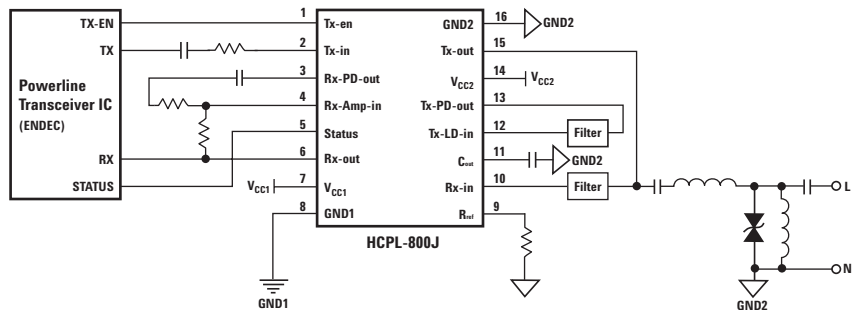 TX-EN
TX
Powerline
Transceiver IC
(ENDEC)
RX
STATUS
1
2
3
4
5
6
7
8
VCC1
GND1
Tx-en
Tx-in
Rx-PD-out
Rx-Amp-in
Status
Rx-out
VCC1
GND1
GND2
Tx-out
VCC2
Tx-PD-out
Tx-LD-in
Cout
Rx-in
Rref
HCPL-800J
16
15
14
13
12
11
10
9
GND2
VCC2
Filter
GND2
Filter
L
N
GND2